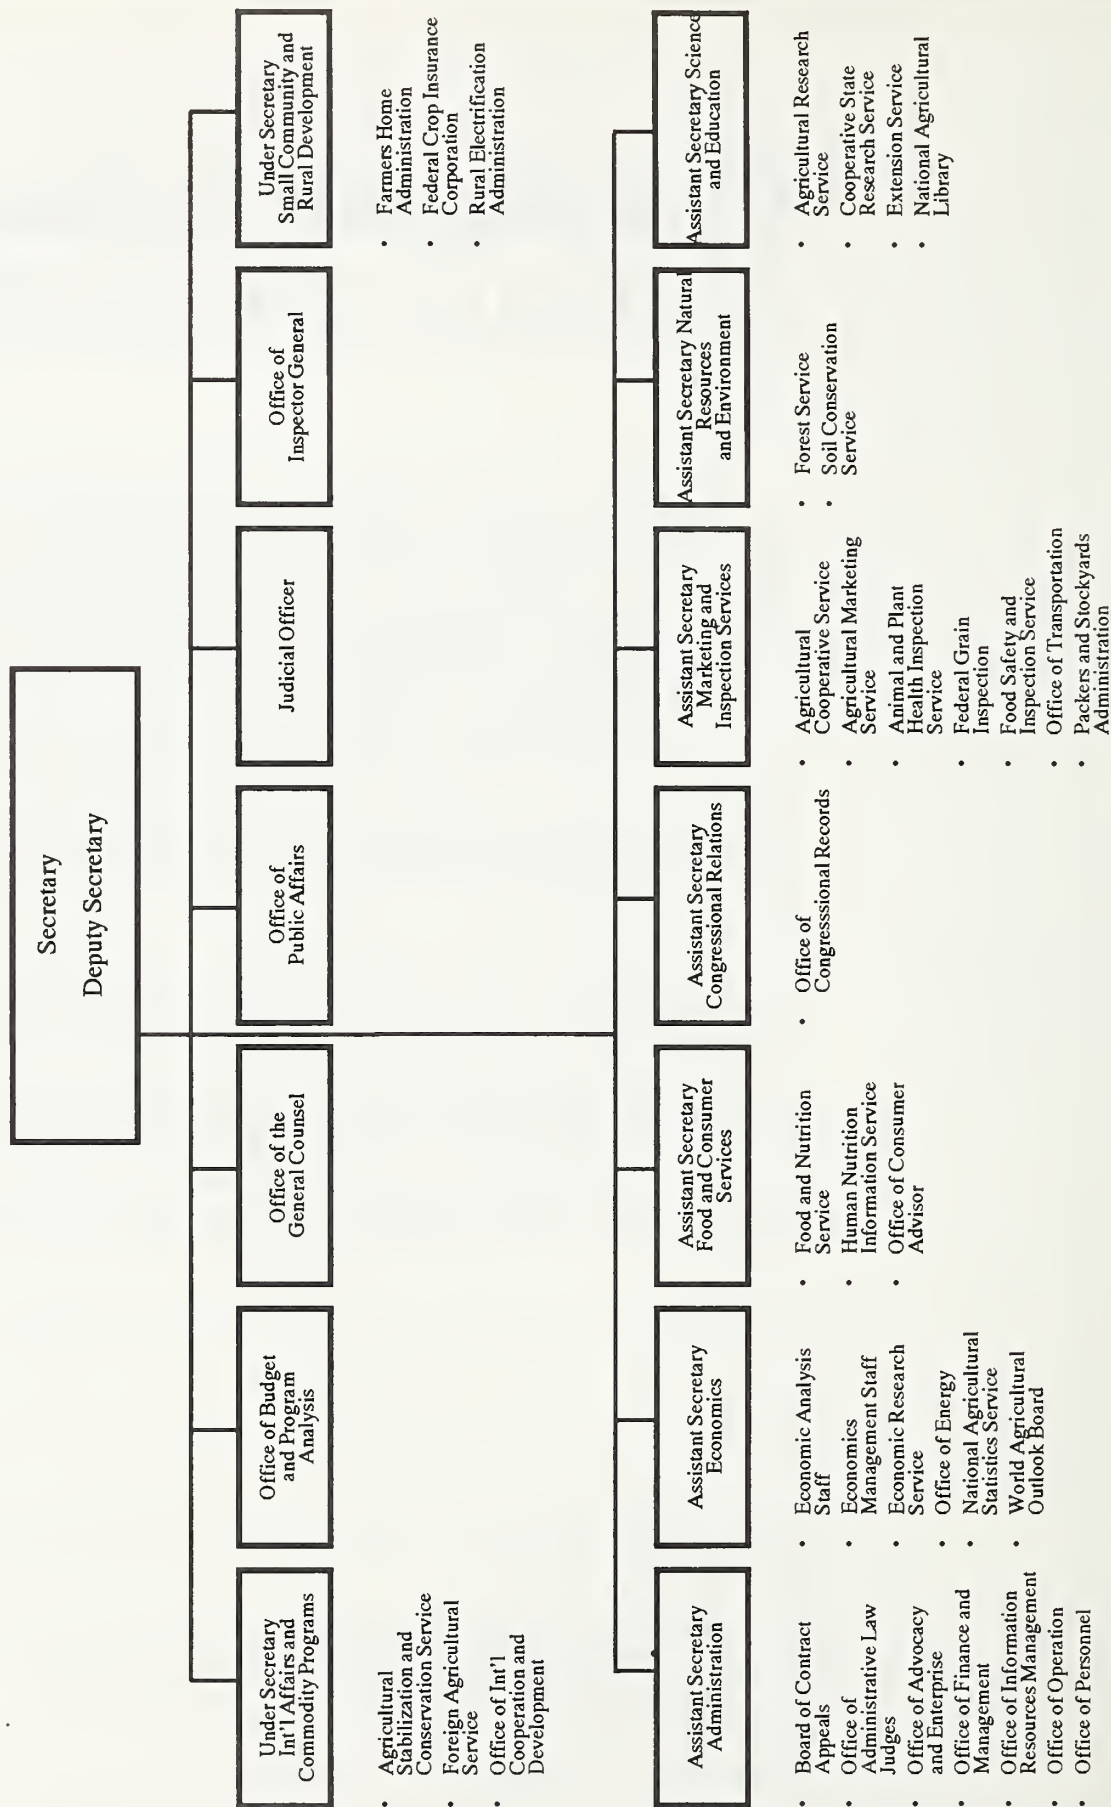 Secretary
Deputy Secretary
Under Secretary
Int'l Affairs and
Commodity Programs
Office of Budget
and Program
Analysis
Office of the
General Counsel
Office of
Public Affairs
Judicial Officer
Office of
Inspector General
Under Secretary
Small Community and
Rural Development
• Agricultural
Stabilization and
Conservation Service
• Foreign Agricultural
Service
• Office of Int'l
Cooperation and
Development
• Farmers Home
Administration
• Federal Crop Insurance
Corporation
• Rural Electrification
Administration
Assistant Secretary
Administration
Assistant Secretary
Economics
Assistant Secretary
Food and Consumer
Services
Assistant Secretary
Congressional Relations
Assistant Secretary
Marketing and
Inspection Services
Assistant Secretary Natural
Resources
and Environment
Assistant Secretary Science
and Education
• Board of Contract
Appeals
• Office of
Administrative Law
Judges
• Office of Advocacy
and Enterprise
• Office of Finance and
Management
• Office of Information
Resources Management
• Office of Operation
• Office of Personnel
• Economic Analysis
Staff
• Economics
Management Staff
• Economic Research
Service
• Office of Energy
• National Agricultural
Statistics Service
• World Agricultural
Outlook Board
• Food and Nutrition
Service
• Human Nutrition
Information Service
• Office of Consumer
Advisor
• Office of
Congresssional Records
• Agricultural
Cooperative Service
• Agricultural Marketing
Service
• Animal and Plant
Health Inspection
Service
• Federal Grain
Inspection
• Food Safety and
Inspection Service
• Office of Transportation
• Packers and Stockyards
Administration
• Forest Service
• Soil Conservation
Service
• Agricultural Research
Service
• Cooperative State
Research Service
• Extension Service
• National Agricultural
Library